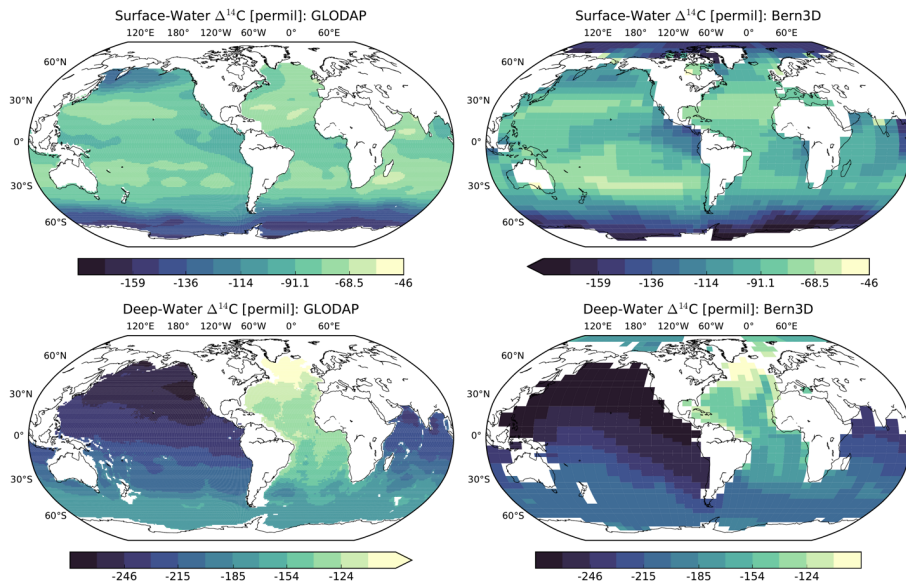 Surface-Water Δ¹⁴C [permil]: GLODAP
120°E 180° 120°W 60°W 0° 60°E
60°N
30°N
0°
30°S
60°S
-159 -136 -114 -91.1 -68.5 -46
Surface-Water Δ¹⁴C [permil]: Bern3D
120°E 180° 120°W 60°W 0° 60°E
60°N
30°N
0°
30°S
60°S
-159 -136 -114 -91.1 -68.5 -46
Deep-Water Δ¹⁴C [permil]: GLODAP
120°E 180° 120°W 60°W 0° 60°E
60°N
30°N
0°
30°S
60°S
-246 -215 -185 -154 -124
Deep-Water Δ¹⁴C [permil]: Bern3D
120°E 180° 120°W 60°W 0° 60°E
60°N
30°N
0°
30°S
60°S
-246 -215 -185 -154 -124